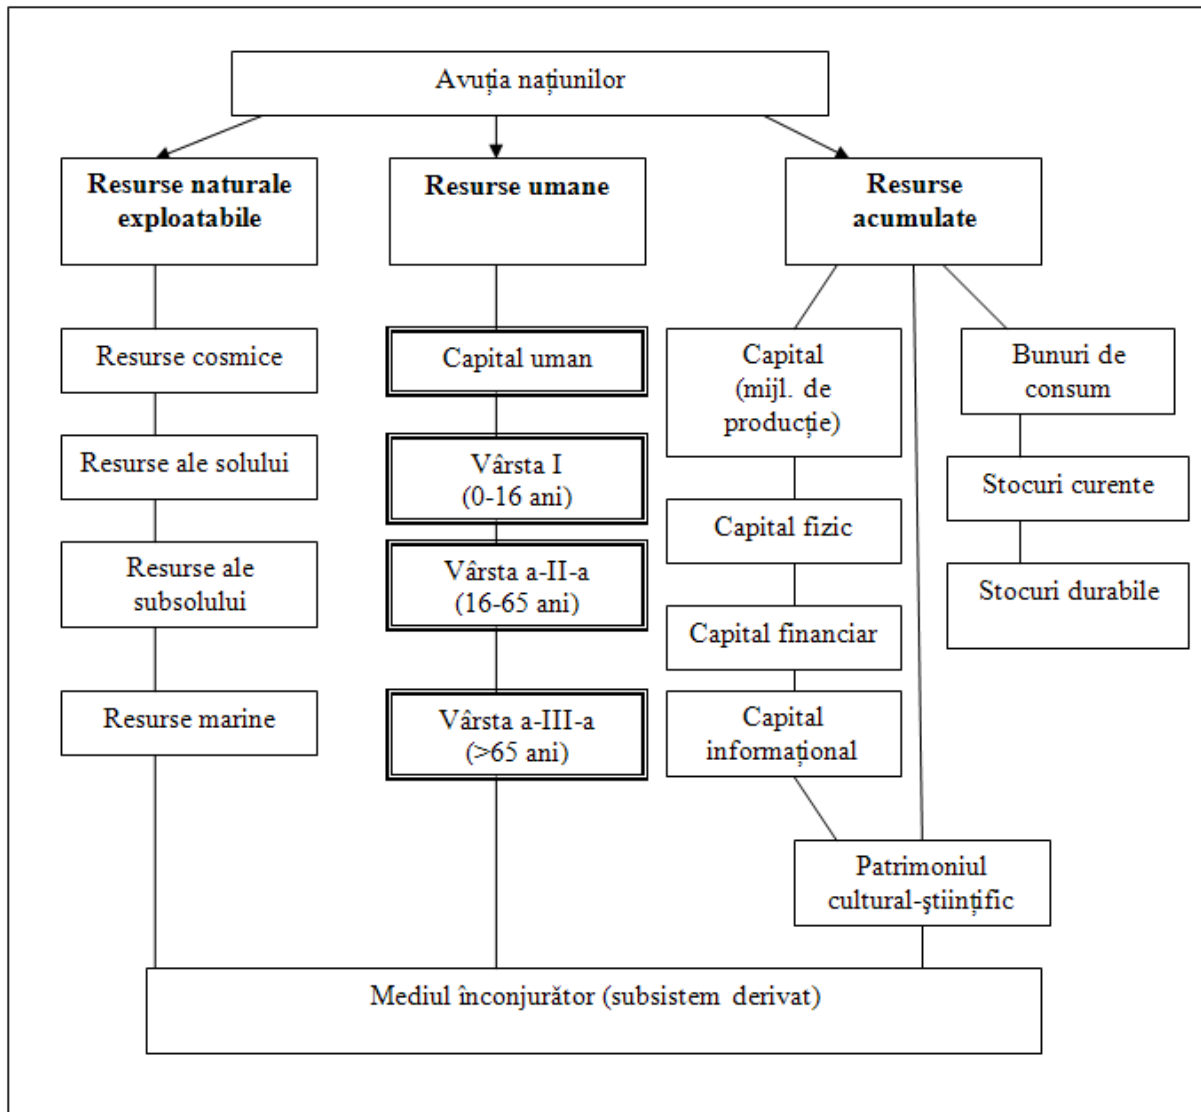 Avuția națiunilor
Resurse naturale
exploatabile
Resurse umane
Resurse
acumulate
Resurse cosmice
Capital uman
Capital
(mijl. de
producție)
Bunuri de
consum
Resurse ale solului
Vârsta I
(0-16 ani)
Stocuri curente
Capital fizic
Resurse ale
subsolului
Vârsta a-II-a
(16-65 ani)
Stocuri durabile
Capital financiar
Resurse marine
Vârsta a-III-a
(>65 ani)
Capital
informațional
Patrimoniul
cultural-ştiințific
Mediul înconjurător (subsistem derivat)